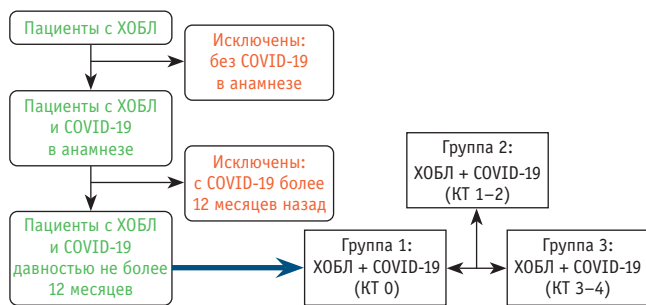 Пациенты с ХОБЛ
Исключены:
без COVID-19
в анамнезе
Пациенты с ХОБЛ
и COVID-19
в анамнезе
Исключены:
с COVID-19 более
12 месяцев назад
Пациенты с ХОБЛ
и COVID-19
давностью не более
12 месяцев
Группа 1:
ХОБЛ + COVID-19
(КТ 0)
Группа 2:
ХОБЛ + COVID-19
(КТ 1–2)
Группа 3:
ХОБЛ + COVID-19
(КТ 3–4)